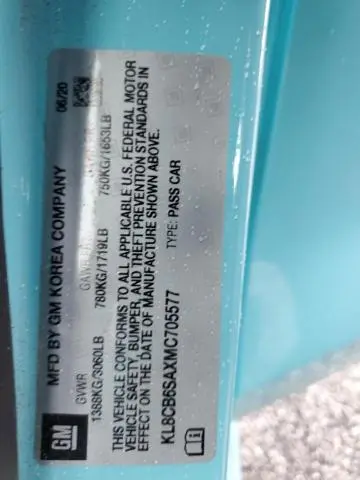 MFD BY GM KOREA COMPANY 06/20
GVWR GAWR
1388KG/3060LB 780KG/1719LB 750KG/1653LB
THIS VEHICLE CONFORMS TO ALL APPLICABLE U.S. FEDERAL MOTOR
VEHICLE SAFETY, BUMPER, AND THEFT PREVENTION STANDARDS IN
EFFECT ON THE DATE OF MANUFACTURE SHOWN ABOVE.
KL8CB6SAXMC705577 TYPE: PASS CAR
GM